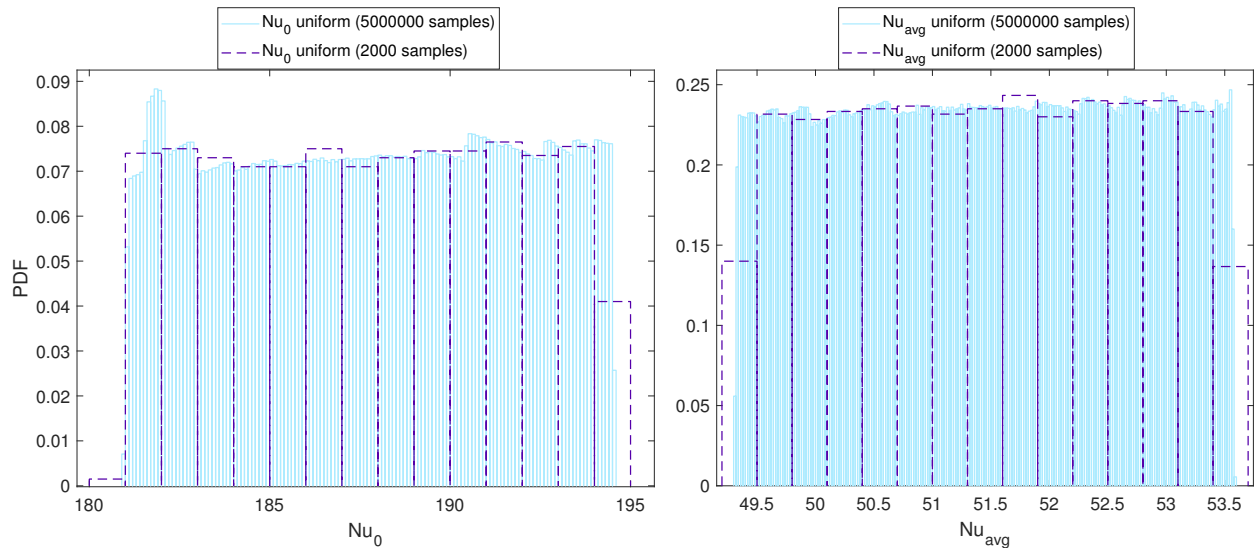 Nu0 uniform (5000000 samples)
Nu0 uniform (2000 samples)
0.09
0.08
0.07
0.06
0.05
0.04
0.03
0.02
0.01
0
PDF
180 185 190 195
Nu0
Nuavg uniform (5000000 samples)
Nuavg uniform (2000 samples)
0.25
0.2
0.15
0.1
0.05
0
49.5 50 50.5 51 51.5 52 52.5 53 53.5
Nuavg